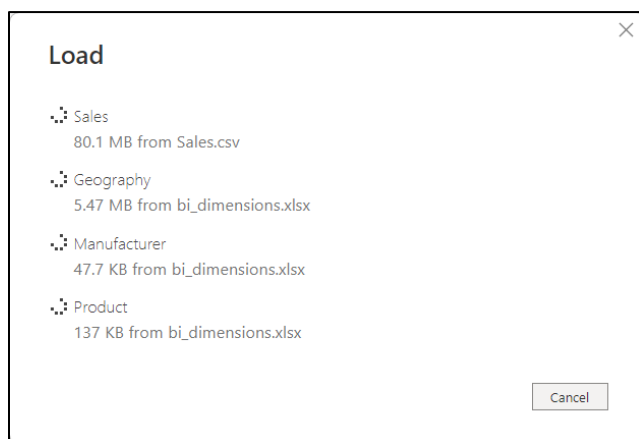 Load
Sales
80.1 MB from Sales.csv
Geography
5.47 MB from bi_dimensions.xlsx
Manufacturer
47.7 KB from bi_dimensions.xlsx
Product
137 KB from bi_dimensions.xlsx
Cancel